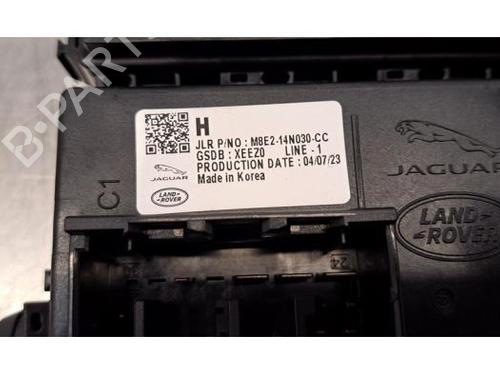 H
JLR P/NO : M8E2-14N030-CC
GSDB : XEEZ0 LINE - 1
PRODUCTION DATE : 04/07/23
Made in Korea
JAGUAR
LAND-
-ROVER
C1
JAGUAR
LAND-
-ROVER
24
B-PARTS